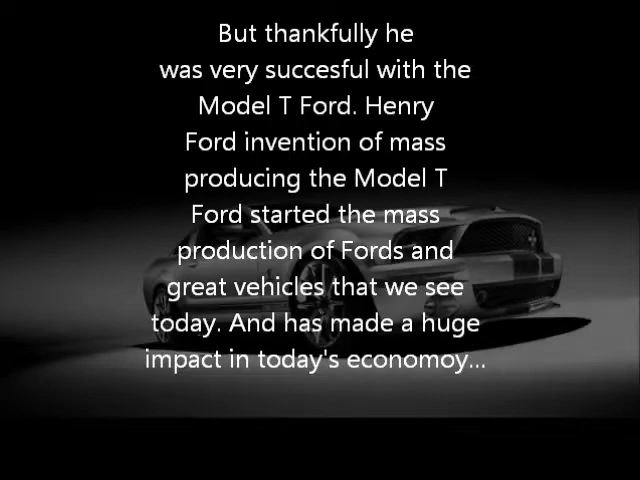 But thankfully he
was very succesful with the
Model T Ford. Henry
Ford invention of mass
producing the Model T
Ford started the mass
production of Fords and
great vehicles that we see
today. And has made a huge
impact in today's economoy...